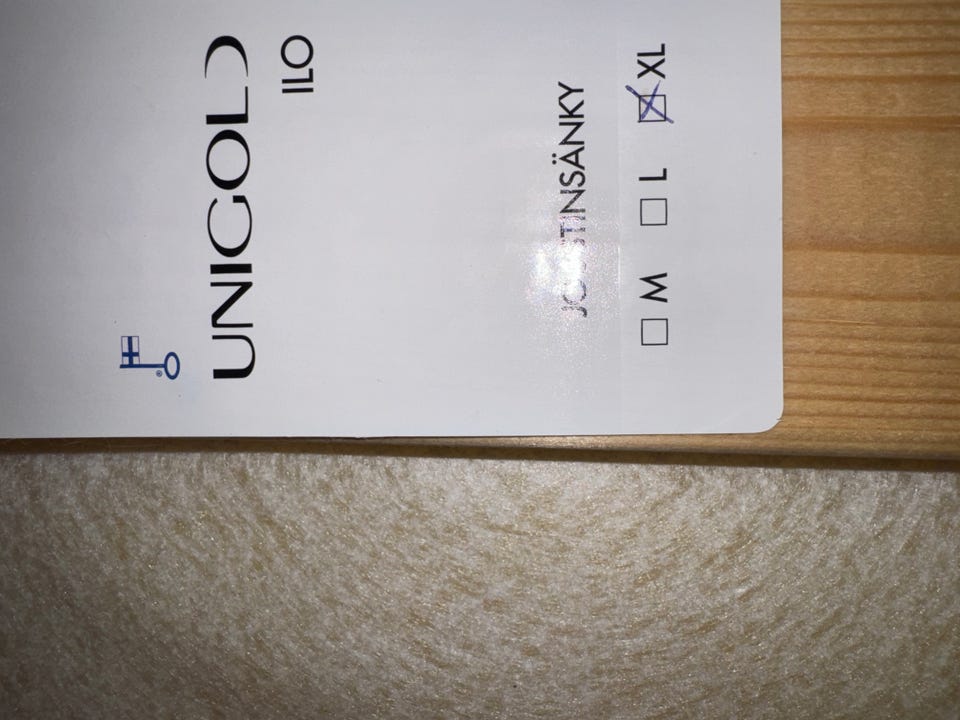 UNIGOLD
ILO
JOUSTINSÄNKY
☐ M ☐ L ☒ XL